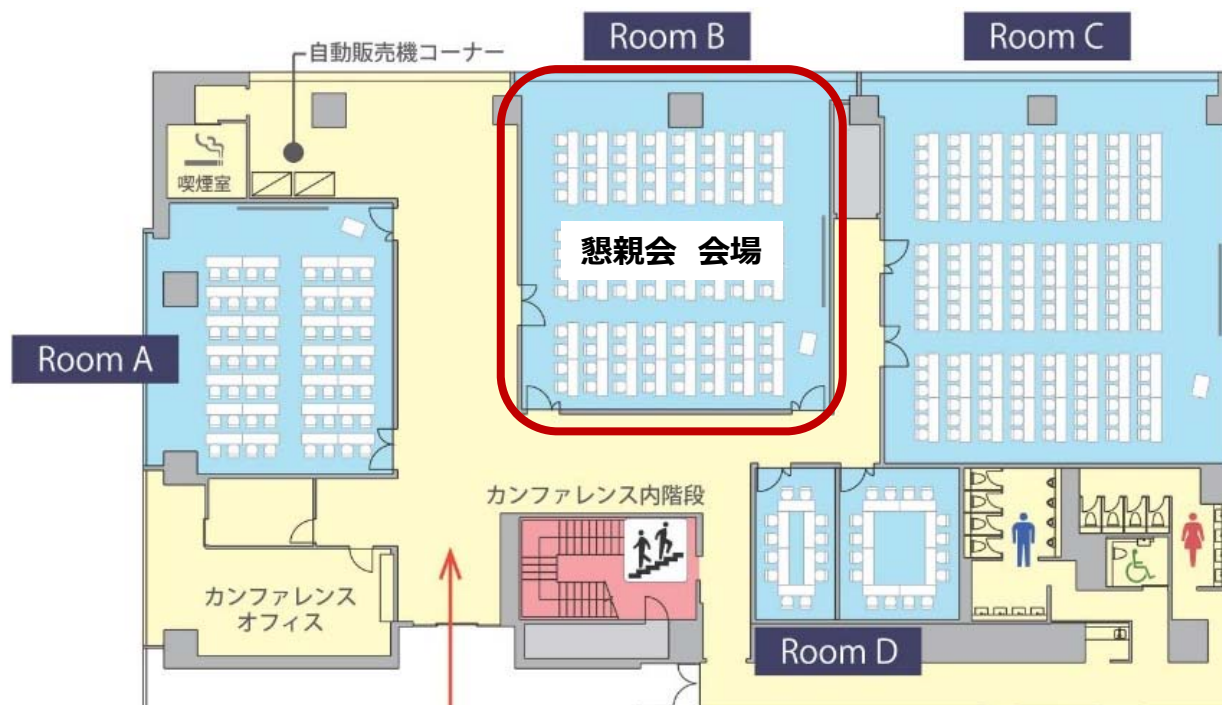 Room B
Room C
自動販売機コーナー
喫煙室
懇親会 会場
Room A
カンファレンス内階段
カンファレンス
オフィス
Room D